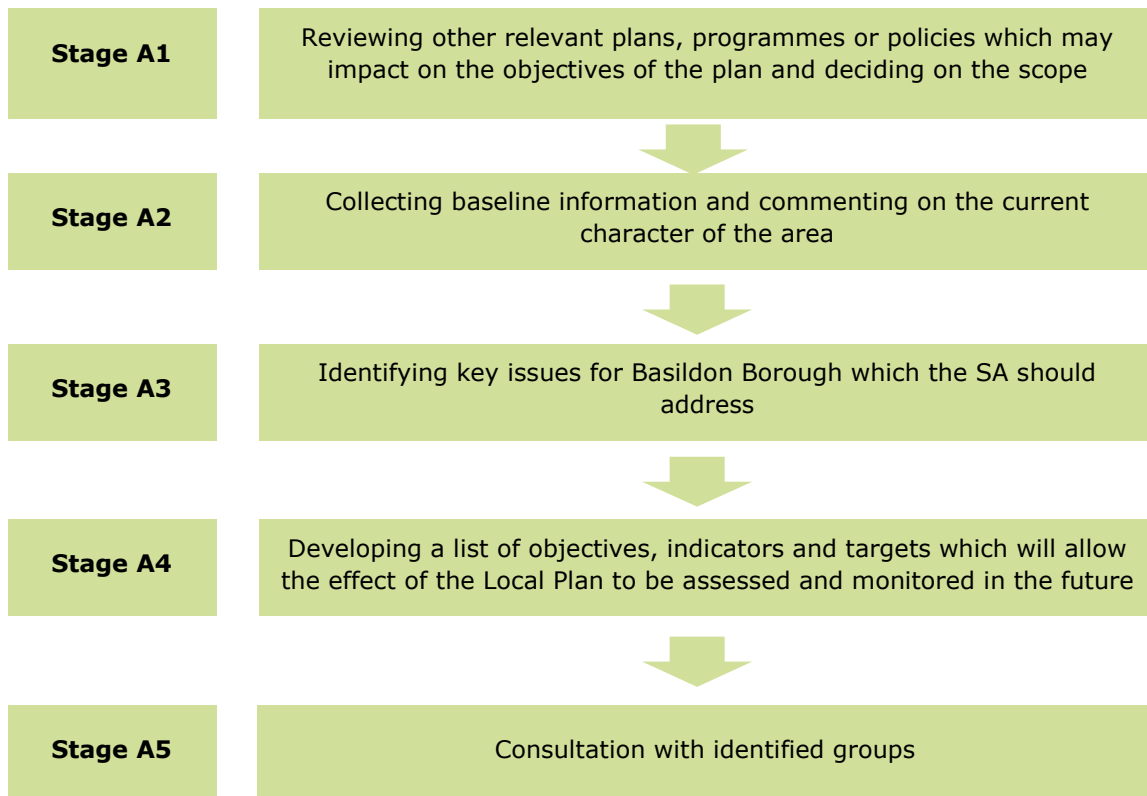 Stage A1
Reviewing other relevant plans, programmes or policies which may
impact on the objectives of the plan and deciding on the scope
Stage A2
Collecting baseline information and commenting on the current
character of the area
Stage A3
Identifying key issues for Basildon Borough which the SA should
address
Stage A4
Developing a list of objectives, indicators and targets which will allow
the effect of the Local Plan to be assessed and monitored in the future
Stage A5
Consultation with identified groups